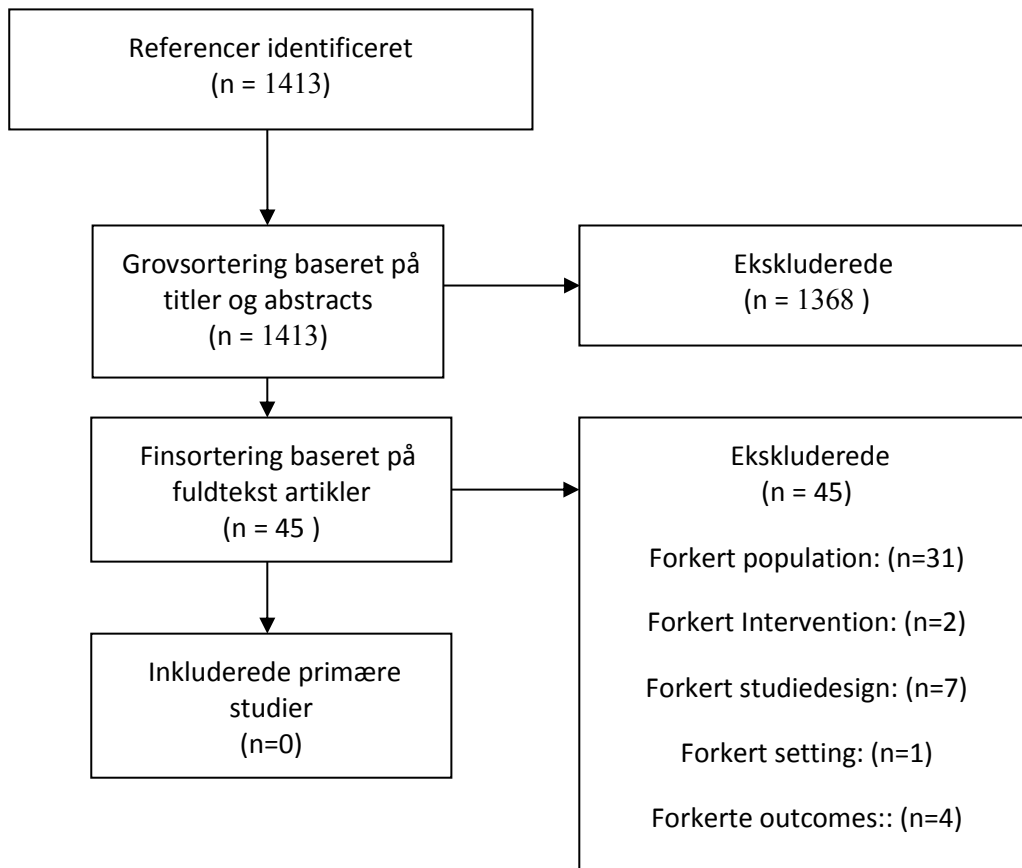 Referencer identificeret
(n = 1413)
Grovsortering baseret på
titler og abstracts
(n = 1413)
Ekskluderede
(n = 1368 )
Finsortering baseret på
fuldtekst artikler
(n = 45 )
Ekskluderede
(n = 45)
Forkert population: (n=31)
Forkert Intervention: (n=2)
Forkert studiedesign: (n=7)
Forkert setting: (n=1)
Forkerte outcomes:: (n=4)
Inkluderede primære
studier
(n=0)